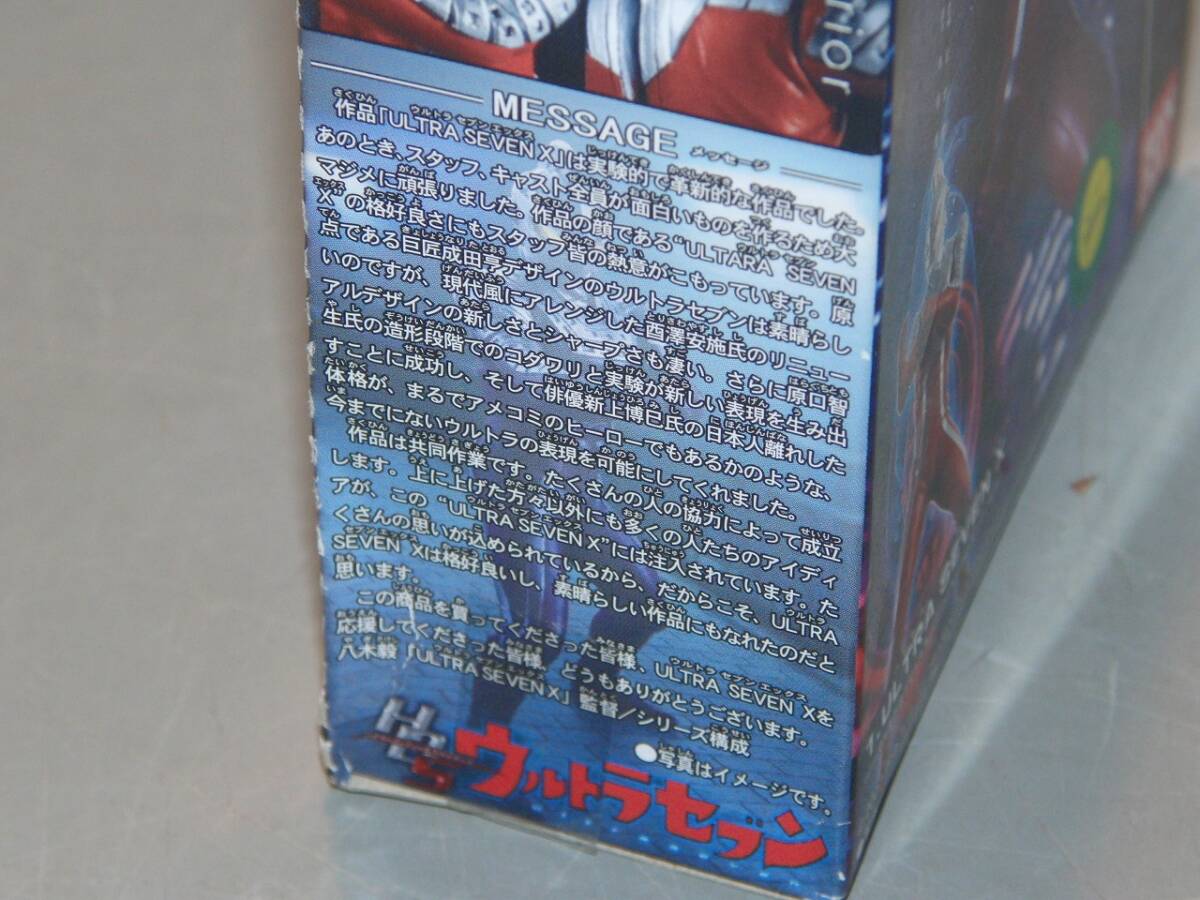 rior
MESSAGE メッセージ
作品「ULTRA SEVEN X」は実験的で革新的な作品でした。
あのとき、スタッフ、キャスト全員が面白いものを作るため大
マジメに頑張りました。作品の顔である“ULTARA SEVEN
X”の格好良さにもスタッフ皆の熱意がこもっています。原
点である巨匠成田亨デザインのウルトラセブンは素晴らし
いのですが、現代風にアレンジした酉澤安施氏のリニュー
アルデザインの新しさとシャープさも凄い。さらに原口智
生氏の造形段階でのコダワリと実験が新しい表現を生み出
すことに成功し、そして俳優新上博巳氏の日本人離れした
体格が、まるでアメコミのヒーローでもあるかのような、
今までにないウルトラの表現を可能にしてくれました。
作品は共同作業です。たくさんの人の協力によって成立
します。上に上げた方々以外にも多くの人たちのアイディ
アが、この“ULTRA SEVEN X”には注入されています。た
くさんの思いが込められているから、だからこそ、ULTRA
SEVEN Xは格好良いし、素晴らしい作品にもなれたのだと
思います。
この商品を買ってくださった皆様、ULTRA SEVEN Xを
応援してくださった皆様、どうもありがとうございます。
八木毅「ULTRA SEVEN X」監督/シリーズ構成
●写真はイメージです。
ウルトラセブン
1. ULTRA SEVEN